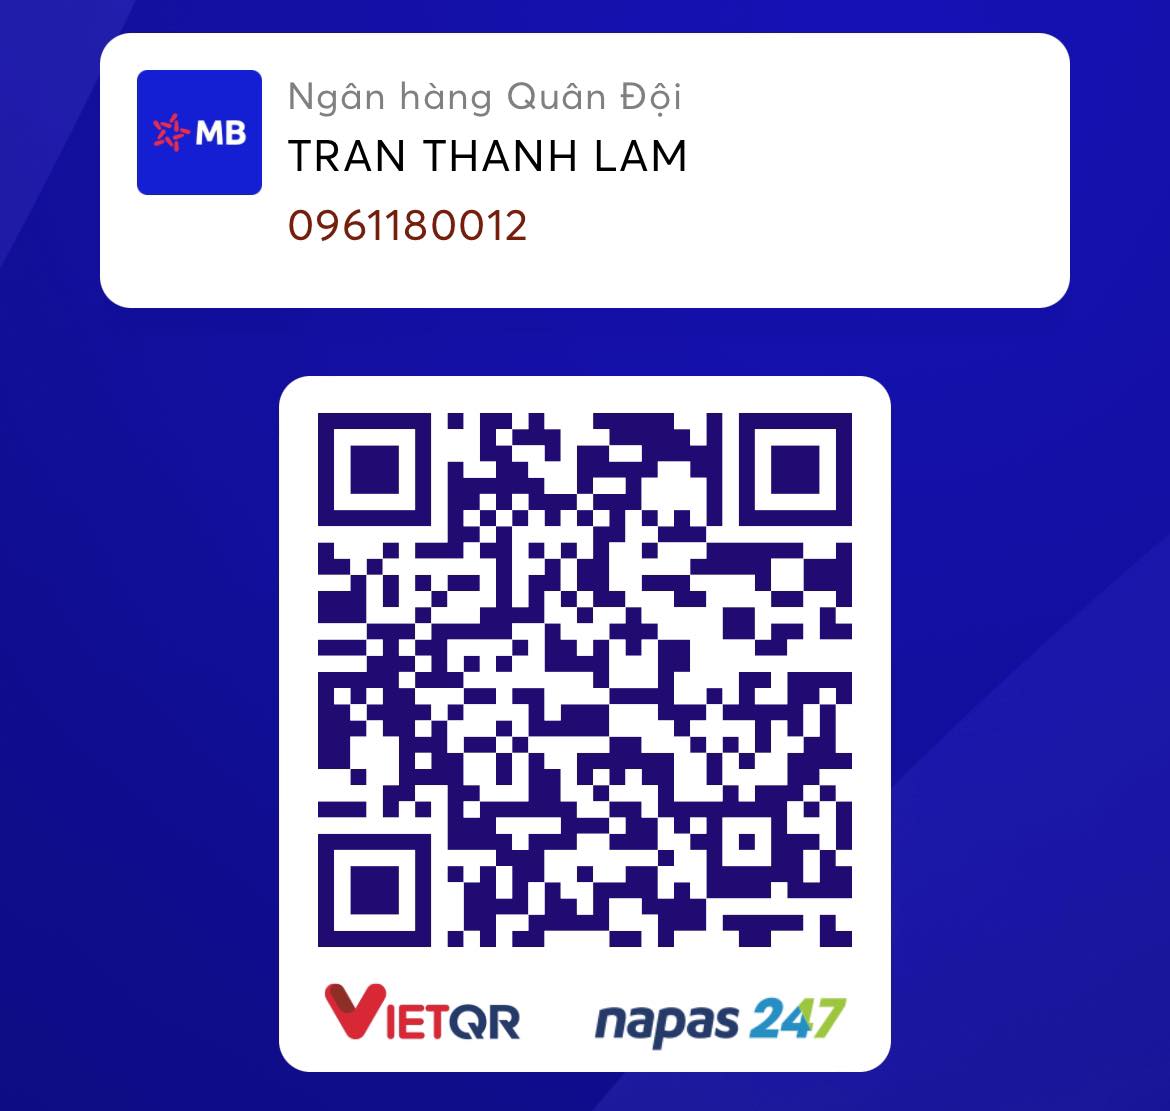 MB
Ngân hàng Quân Đội
TRAN THANH LAM
0961180012
VIETQR
napas 247